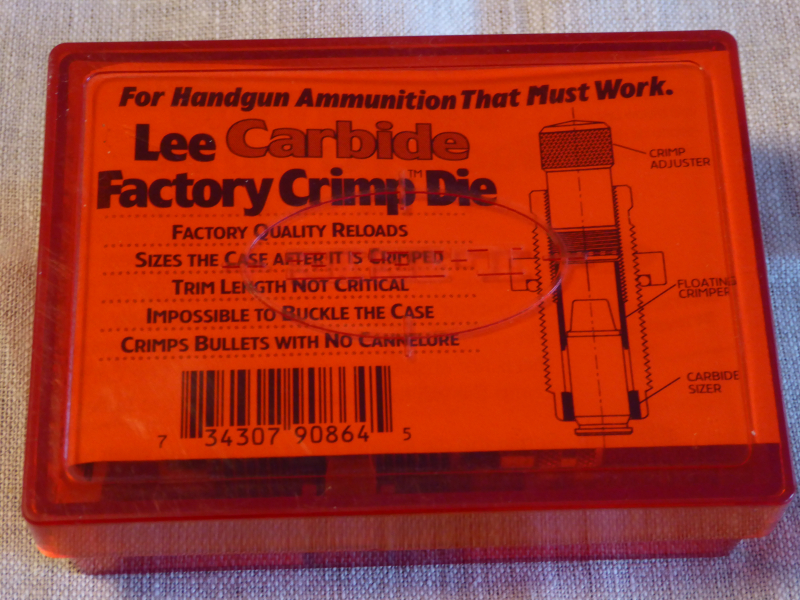 For Handgun Ammunition That Must Work.
Lee Carbide
Factory Crimp™ Die
FACTORY QUALITY RELOADS
SIZES THE CASE AFTER IT IS CRIMPED
TRIM LENGTH NOT CRITICAL
IMPOSSIBLE TO BUCKLE THE CASE
CRIMPS BULLETS WITH NO CANNELURE
7 34307 90864 5
CRIMP
ADJUSTER
FLOATING
CRIMPER
CARBIDE
SIZER